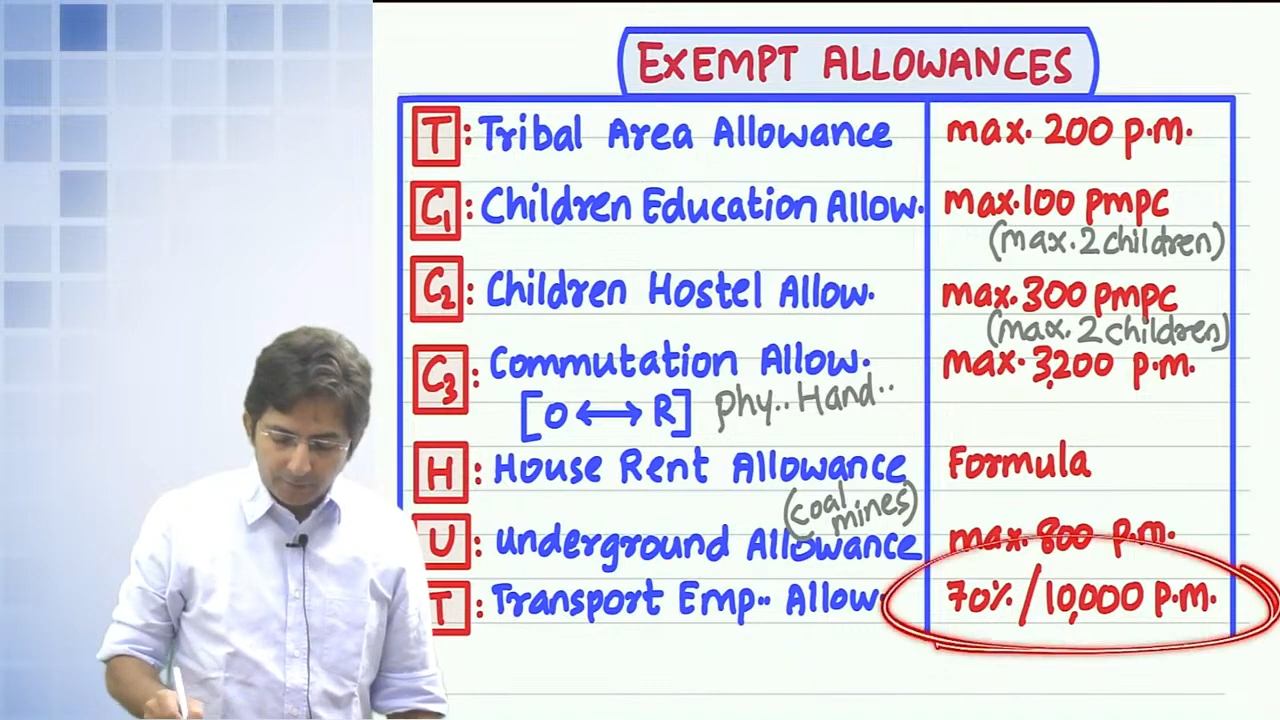 EXEMPT ALLOWANCES
T : Tribal Area Allowance max. 200 p.m.
C1 : Children Education Allow. max. 100 pmpc
(max. 2 children)
C2 : Children Hostel Allow. max. 300 pmpc
(max. 2 children)
C3 : Commutation Allow. max. 3,200 p.m.
[O ⟷ R] Phy.. Hand..
H : House Rent Allowance Formula
(coal mines)
U : Underground Allowance max. 800 p.m.
T : Transport Emp.. Allow. 70% / 10,000 P.m.